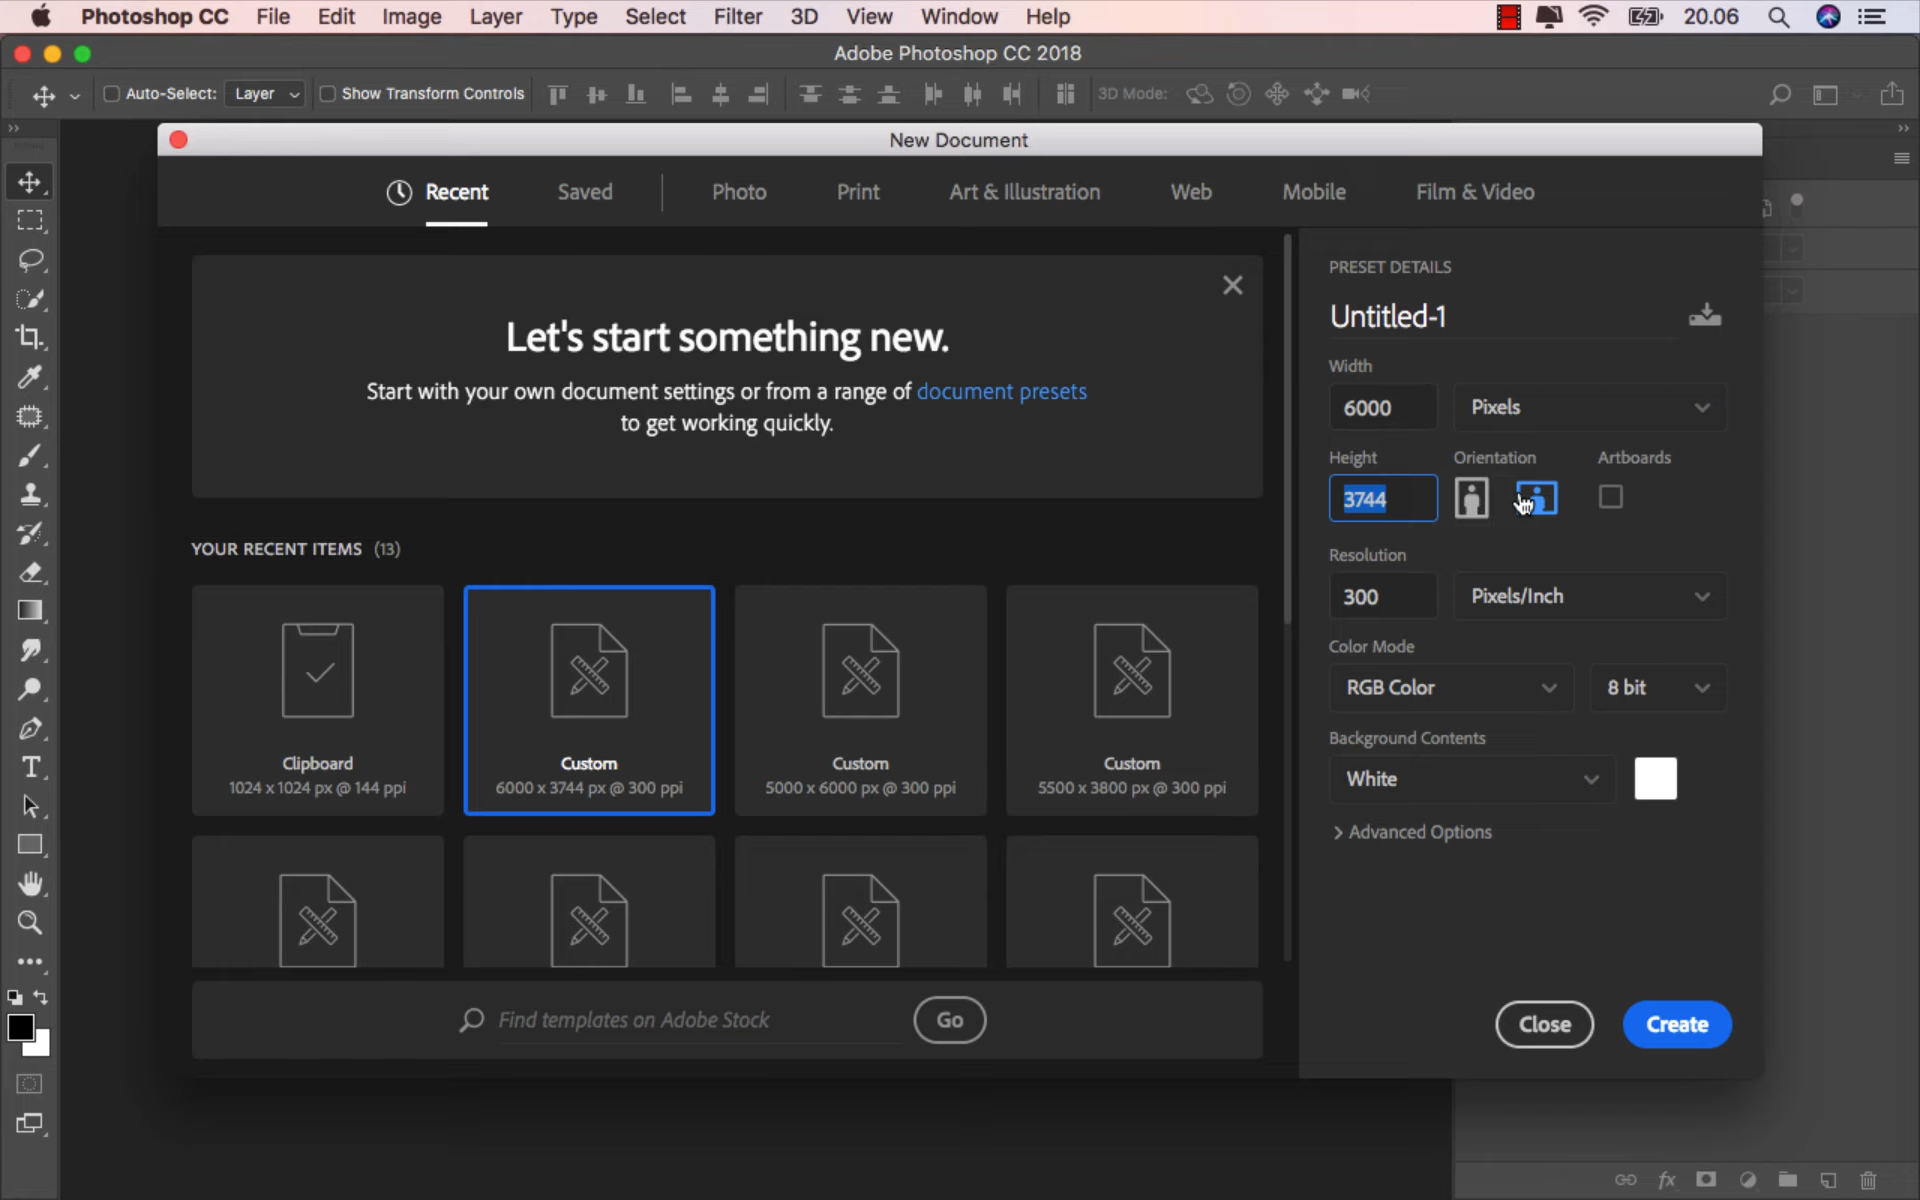 Photoshop CC File Edit Image Layer Type Select Filter 3D View Window Help 20.06
Adobe Photoshop CC 2018
Auto-Select: Layer Show Transform Controls 3D Mode:
New Document
Recent Saved Photo Print Art & Illustration Web Mobile Film & Video
Let's start something new.
Start with your own document settings or from a range of document presets
to get working quickly.
YOUR RECENT ITEMS (13)
Clipboard
1024 x 1024 px @ 144 ppi
Custom
6000 x 3744 px @ 300 ppi
Custom
5000 x 6000 px @ 300 ppi
Custom
5500 x 3800 px @ 300 ppi
Find templates on Adobe Stock Go
PRESET DETAILS
Untitled-1
Width
6000 Pixels
Height Orientation Artboards
3744
Resolution
300 Pixels/Inch
Color Mode
RGB Color 8 bit
Background Contents
White
Advanced Options
Close Create
fx